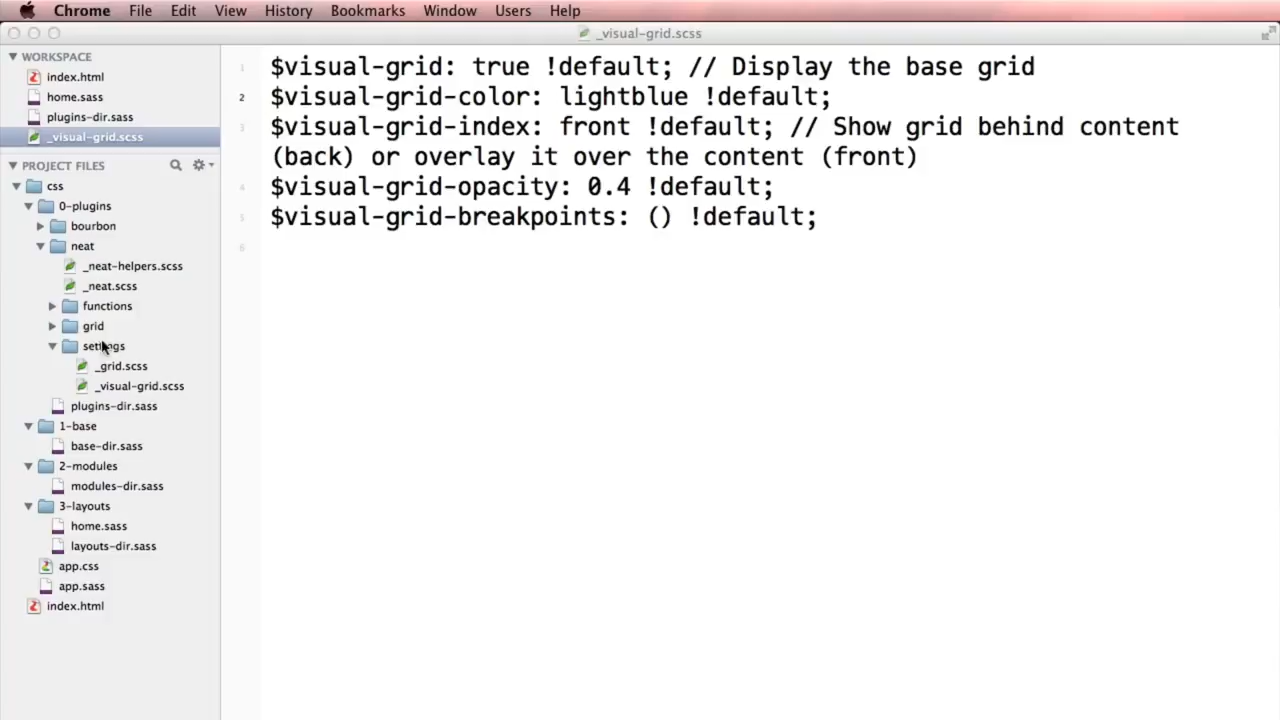 Chrome File Edit View History Bookmarks Window Users Help
_visual-grid.scss
WORKSPACE
index.html
home.sass
plugins-dir.sass
_visual-grid.scss
PROJECT FILES
css
0-plugins
bourbon
neat
_neat-helpers.scss
_neat.scss
functions
grid
settings
_grid.scss
_visual-grid.scss
plugins-dir.sass
1-base
base-dir.sass
2-modules
modules-dir.sass
3-layouts
home.sass
layouts-dir.sass
app.css
app.sass
index.html
1 $visual-grid: true !default; // Display the base grid
2 $visual-grid-color: lightblue !default;
3 $visual-grid-index: front !default; // Show grid behind content
(back) or overlay it over the content (front)
4 $visual-grid-opacity: 0.4 !default;
5 $visual-grid-breakpoints: () !default;
6